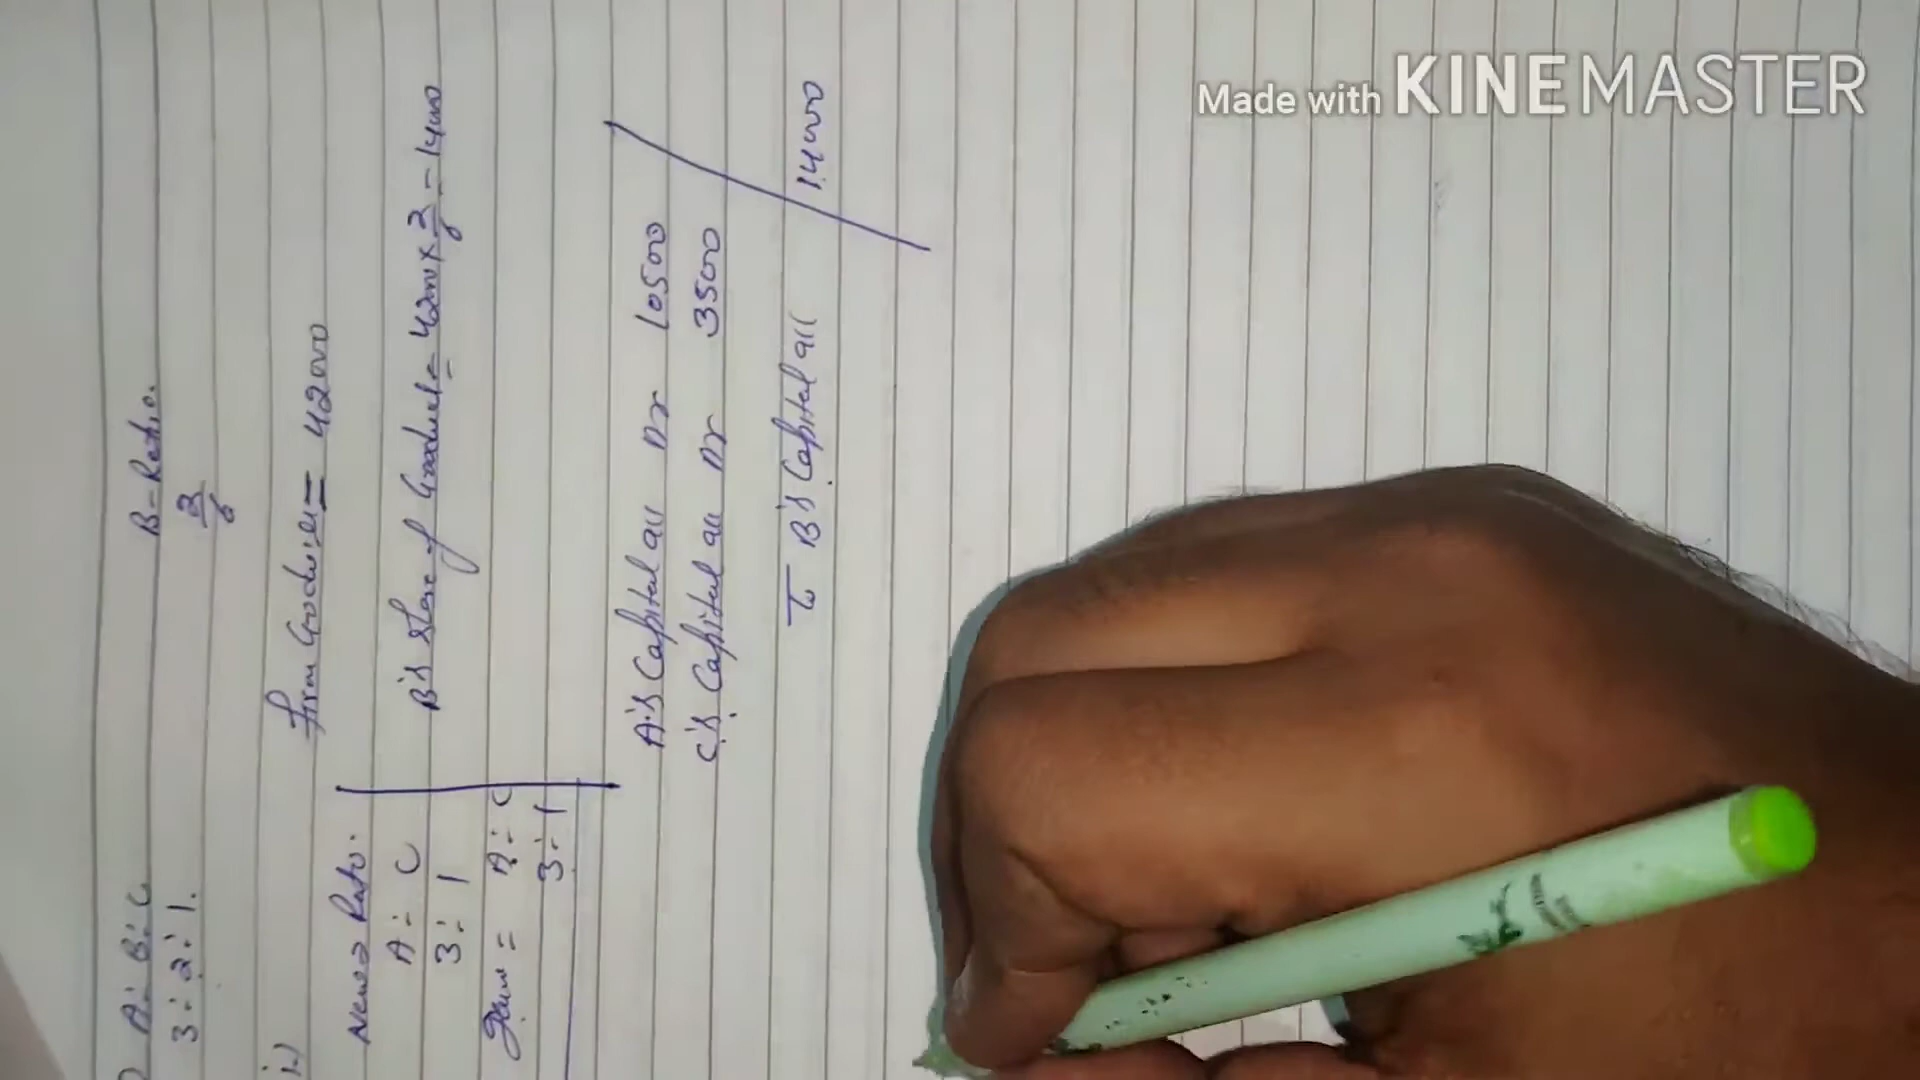 A : B : C B-Ratio.
3 : 2 : 1. 2/6
i.) Firm Goodwill = 42000
New Ratio.
A : C
3 : 1
B's share of Goodwill = 42000 × 2/6 = 14000
= A : C
3 : 1
A's Capital a/c Dr 10500
C's Capital a/c Dr 3500
To B's Capital a/c 14000
Made with KINEMASTER